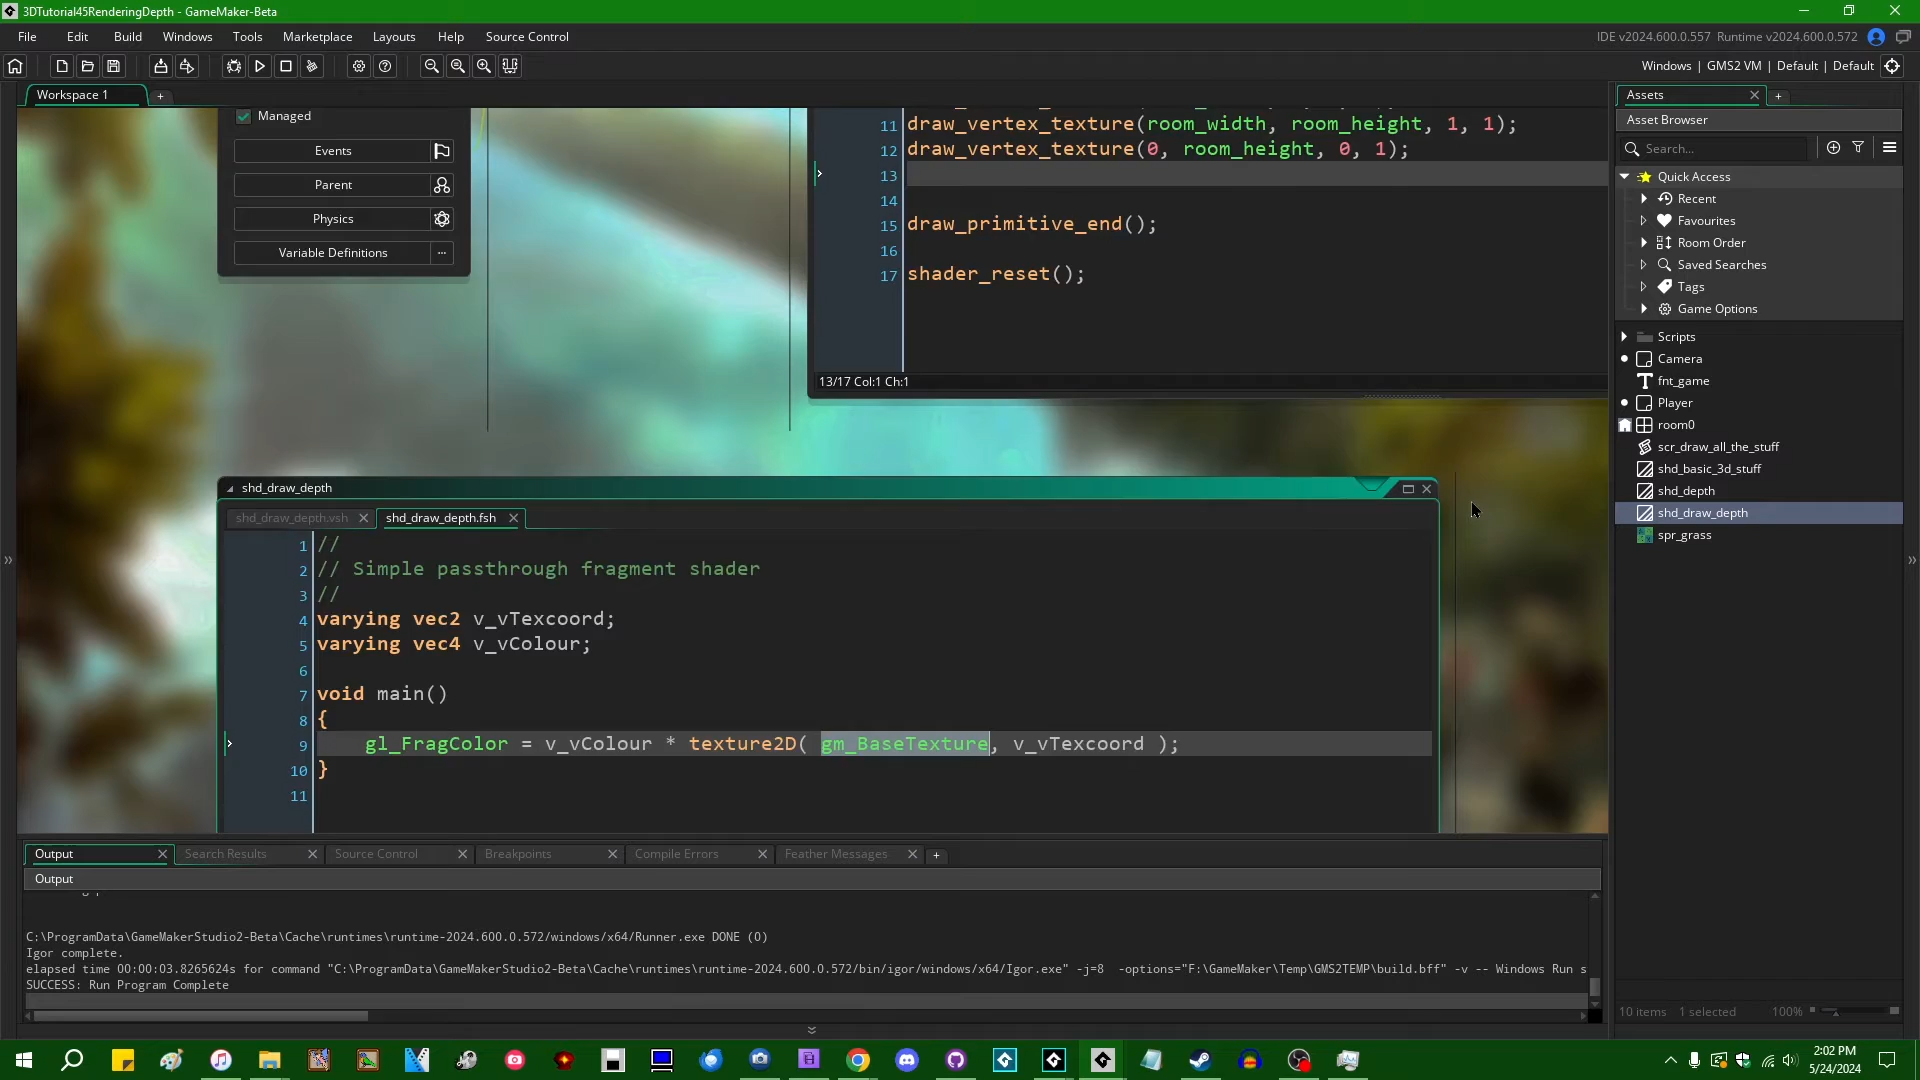 3DTutorial45RenderingDepth - GameMaker-Beta
File Edit Build Windows Tools Marketplace Layouts Help Source Control
IDE v2024.600.0.557 Runtime v2024.600.0.572
Windows | GMS2 VM | Default | Default
Workspace 1
Managed
Events
Parent
Physics
Variable Definitions
11 draw_vertex_texture(room_width, room_height, 1, 1);
12 draw_vertex_texture(0, room_height, 0, 1);
13
14
15 draw_primitive_end();
16
17 shader_reset();
13/17 Col:1 Ch:1
shd_draw_depth
shd_draw_depth.vsh shd_draw_depth.fsh
1 //
2 // Simple passthrough fragment shader
3 //
4 varying vec2 v_vTexcoord;
5 varying vec4 v_vColour;
6
7 void main()
8 {
9 gl_FragColor = v_vColour * texture2D( gm_BaseTexture, v_vTexcoord );
10 }
11
Assets
Asset Browser
Search...
Quick Access
Recent
Favourites
Room Order
Saved Searches
Tags
Game Options
Scripts
Camera
fnt_game
Player
room0
scr_draw_all_the_stuff
shd_basic_3d_stuff
shd_depth
shd_draw_depth
spr_grass
10 items 1 selected 100%
Output Search Results Source Control Breakpoints Compile Errors Feather Messages
Output
C:\ProgramData\GameMakerStudio2-Beta\Cache\runtimes\runtime-2024.600.0.572/windows/x64/Runner.exe DONE (0)
Igor complete.
elapsed time 00:00:03.8265624s for command "C:\ProgramData\GameMakerStudio2-Beta\Cache\runtimes\runtime-2024.600.0.572/bin/igor/windows/x64/Igor.exe" -j=8 -options="F:\GameMaker\Temp\GMS2TEMP\build.bff" -v -- Windows Run s
SUCCESS: Run Program Complete
2:02 PM
5/24/2024